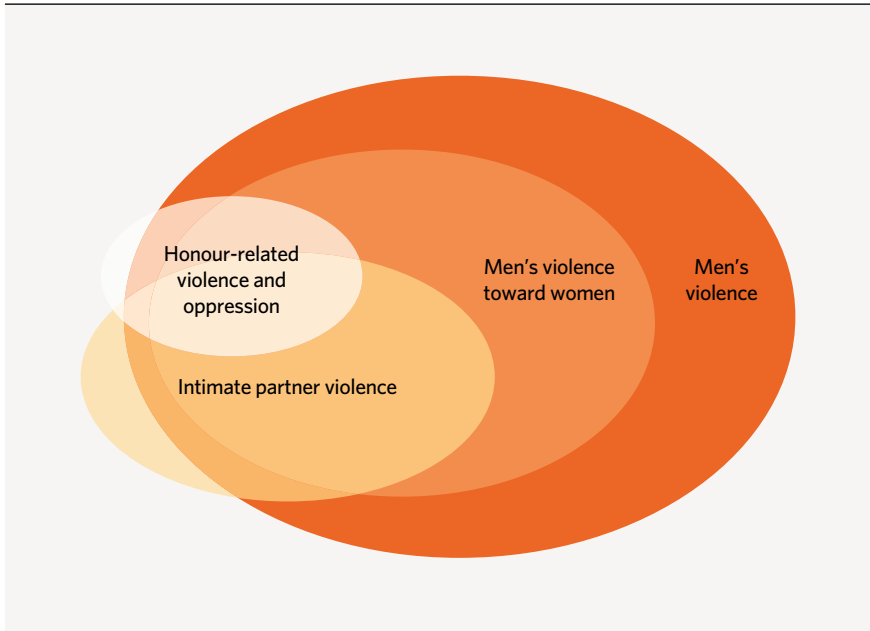 Honour-related
violence and
oppression
Men's violence
toward women
Men's
violence
Intimate partner violence